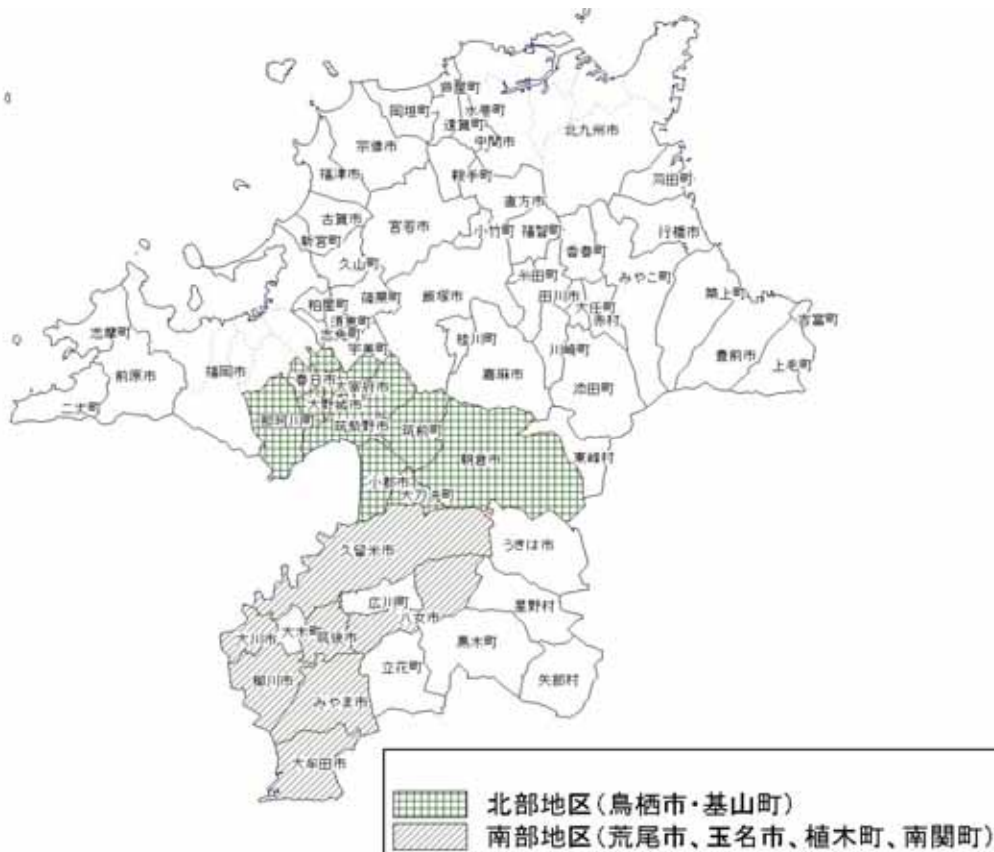 芦屋町
岡垣町
水巻町
遠賀町
中間市
北九州市
宗像市
鞍手町
苅田町
福津市
直方市
古賀市
宮若市
小竹町
福智町
行橋市
新宮町
香春町
久山町
みやこ町
糸田町
篠栗町
飯塚市
田川市
築上町
粕屋町
大任町
須恵町
赤村
吉富町
志摩町
志免町
桂川町
宇美町
川崎町
豊前市
上毛町
前原市
福岡市
春日市
太宰府市
嘉麻市
添田町
二丈町
大野城市
那珂川町
筑紫野市
筑前町
朝倉市
東峰村
小郡市
大刀洗町
久留米市
うきは市
広川町
星野村
八女市
大川市
大木町
筑後市
黒木町
立花町
柳川市
矢部村
みやま市
大牟田市
北部地区(鳥栖市・基山町)
南部地区(荒尾市、玉名市、植木町、南関町)